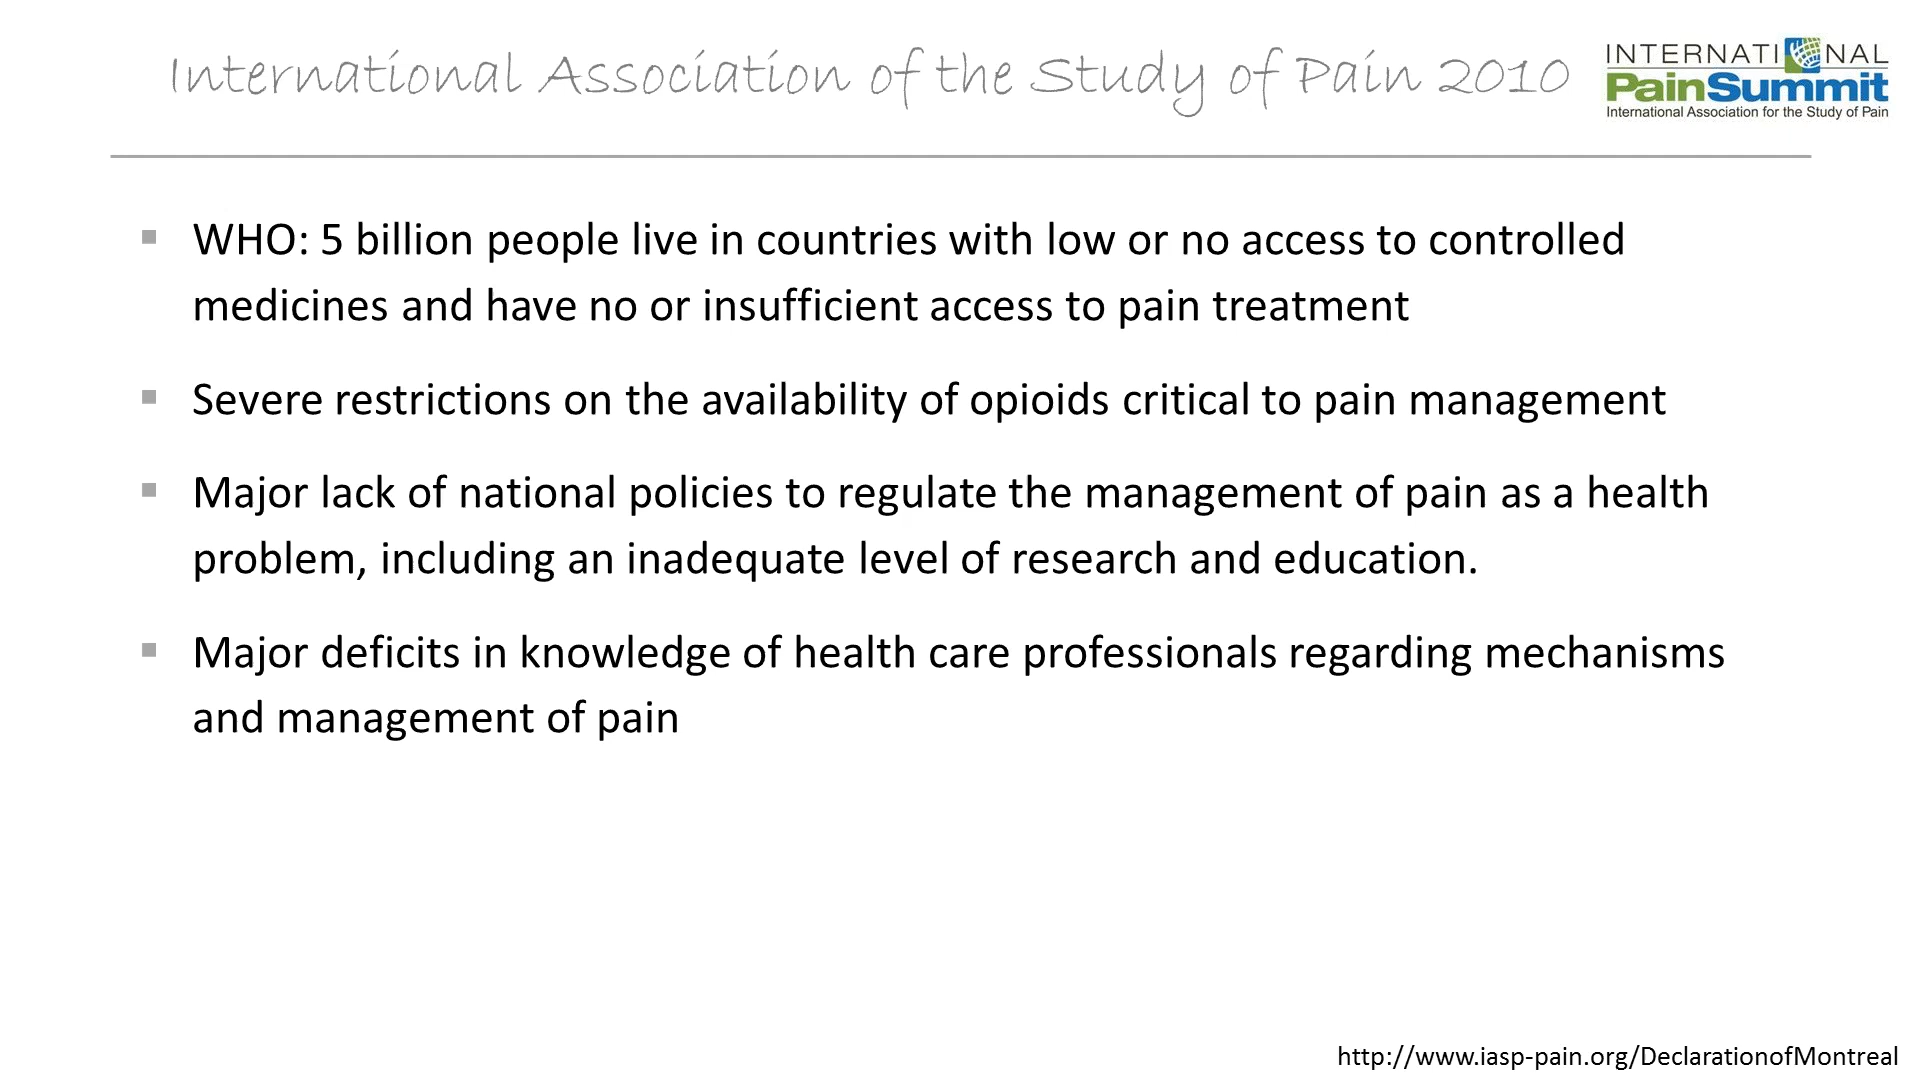 International Association of the Study of Pain 2010
INTERNATIONAL
PainSummit
International Association for the Study of Pain
WHO: 5 billion people live in countries with low or no access to controlled
medicines and have no or insufficient access to pain treatment
Severe restrictions on the availability of opioids critical to pain management
Major lack of national policies to regulate the management of pain as a health
problem, including an inadequate level of research and education.
Major deficits in knowledge of health care professionals regarding mechanisms
and management of pain
http://www.iasp-pain.org/DeclarationofMontreal